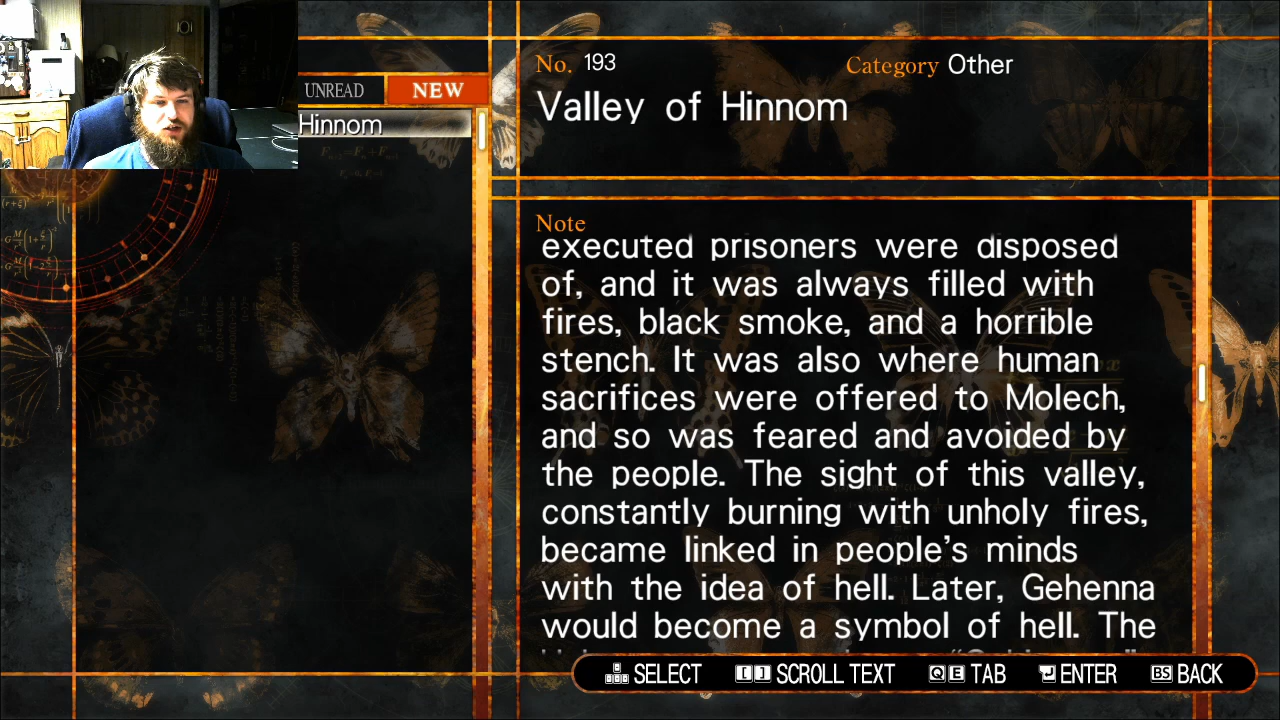 No. 193
Category Other
Valley of Hinnom
UNREAD
NEW
Hinnom
Note
executed prisoners were disposed
of, and it was always filled with
fires, black smoke, and a horrible
stench. It was also where human
sacrifices were offered to Molech,
and so was feared and avoided by
the people. The sight of this valley,
constantly burning with unholy fires,
became linked in people's minds
with the idea of hell. Later, Gehenna
would become a symbol of hell. The
[ ] SELECT
SCROLL TEXT
Q E TAB
ENTER
BS BACK